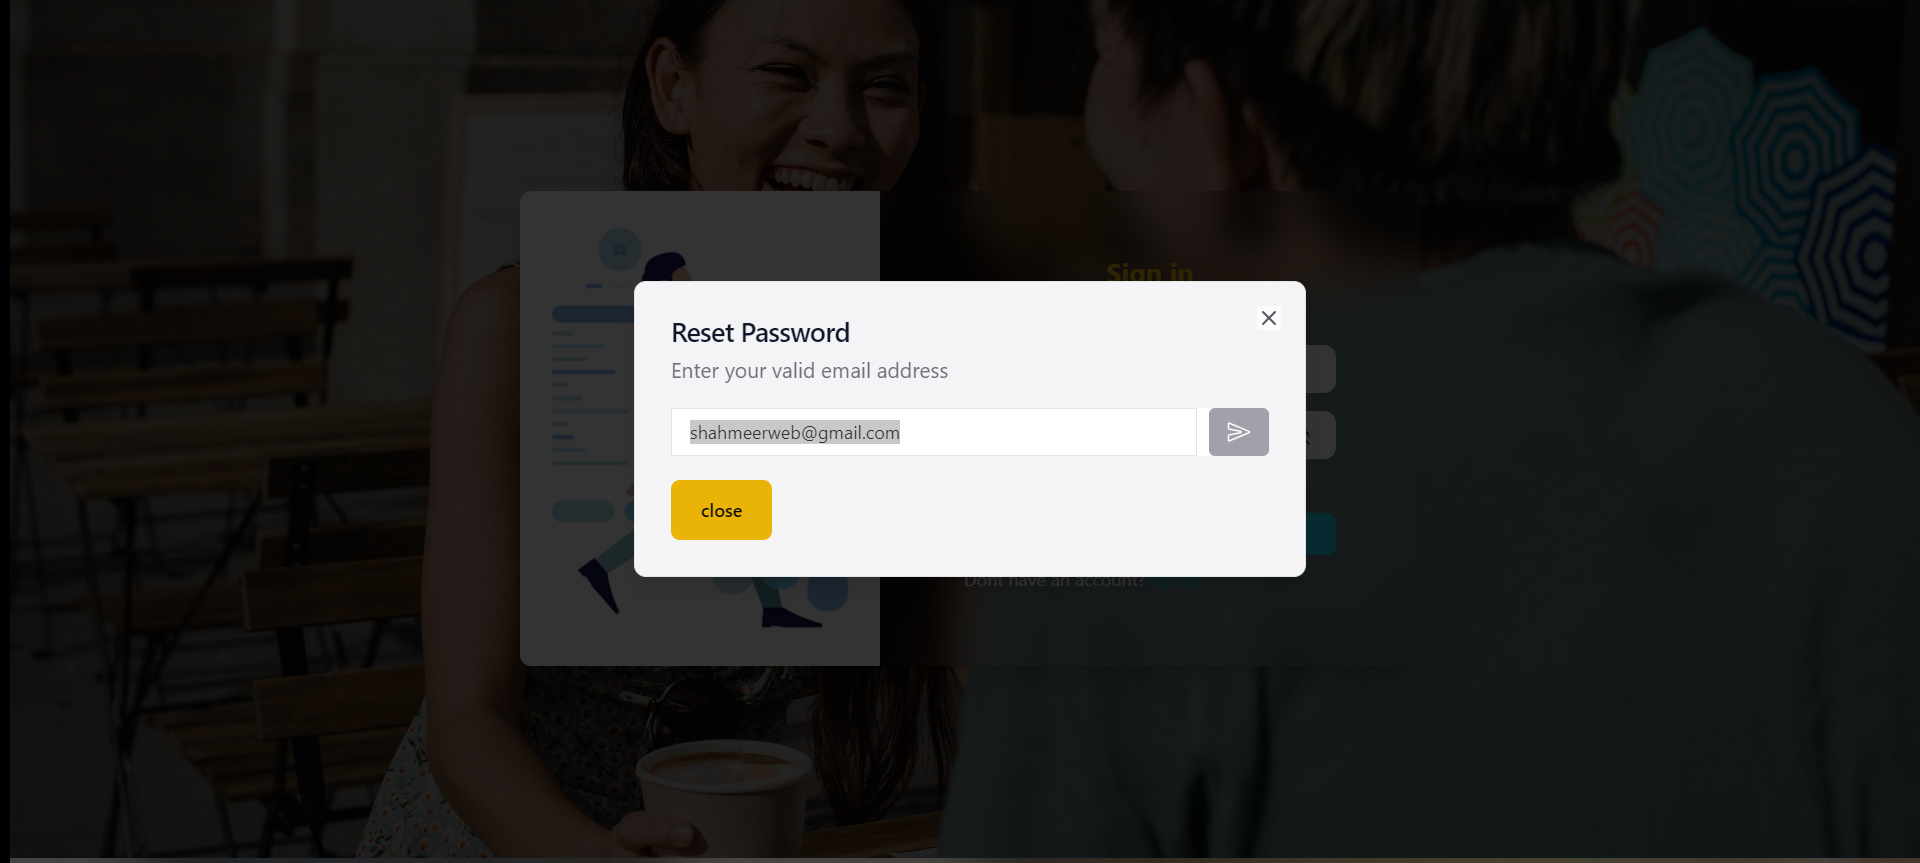 Sign in
Reset Password
Enter your valid email address
shahmeerweb@gmail.com
close
Dont have an account?